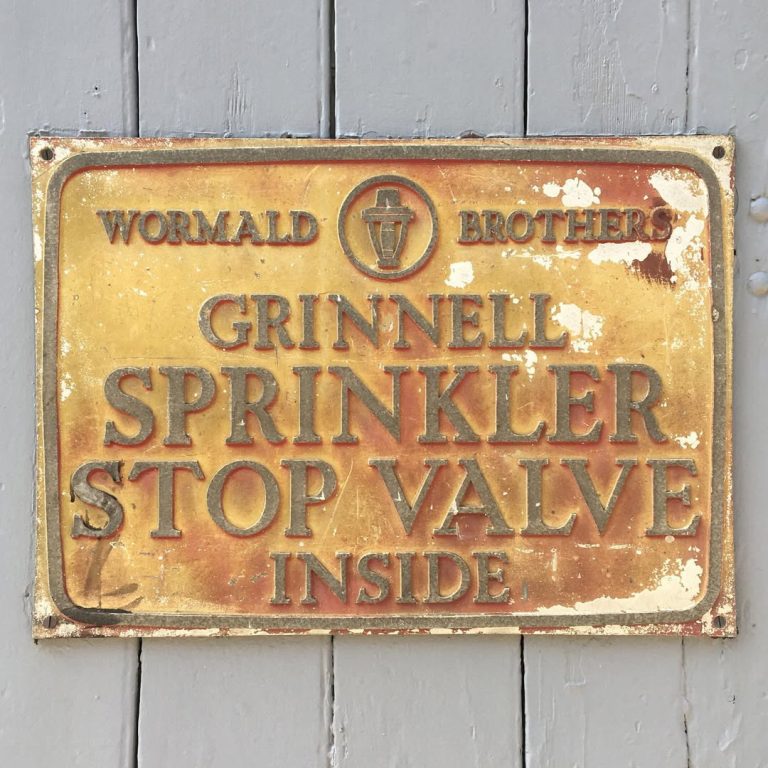 WORMALD BROTHERS
GRINNELL
SPRINKLER
STOP VALVE
INSIDE